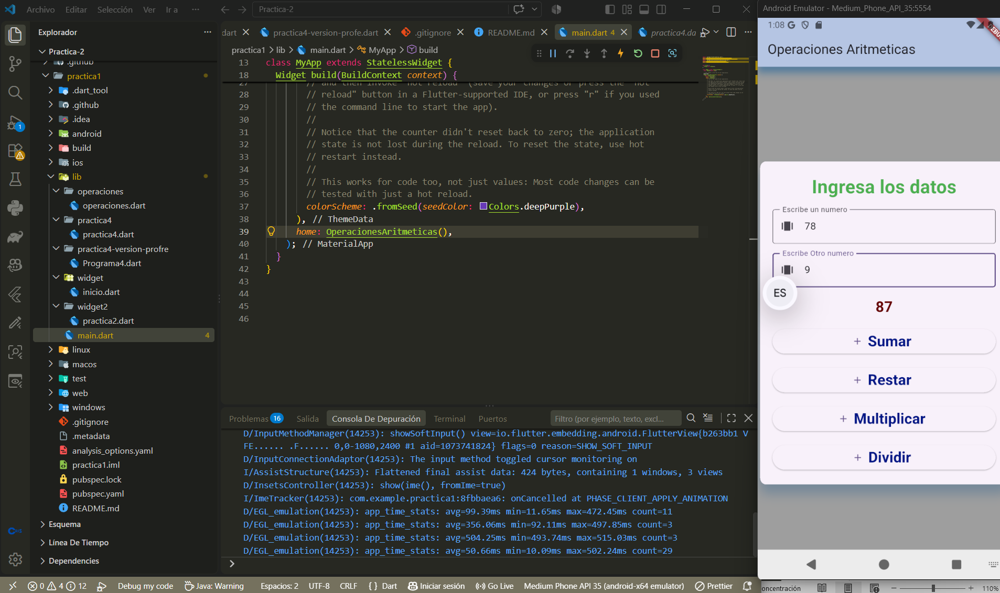 Archivo Editar Selección Ver Ir a ··· Practica-2
Android Emulator - Medium_Phone_API_35:5554
Explorador
Practica-2
.github
practica1
.dart_tool
.github
.idea
android
build
ios
lib
operaciones
operaciones.dart
practica4
practica4.dart
practica4-version-profre
Programa4.dart
widget
inicio.dart
widget2
practica2.dart
main.dart 4
linux
macos
test
web
windows
.gitignore
.metadata
analysis_options.yaml
practica1.iml
pubspec.lock
pubspec.yaml
README.md
Esquema
Línea De Tiempo
Dependencies
1
dart practica4-version-profe.dart .gitignore README.md main.dart 4 practica4.da
practica1 > lib > main.dart > MyApp > build
13 class MyApp extends StatelessWidget {
18 Widget build(BuildContext context) {
27 // and then invoke "hot reload" (save your changes or press the "hot
28 // reload" button in a Flutter-supported IDE, or press "r" if you used
29 // the command line to start the app).
30 //
31 // Notice that the counter didn't reset back to zero; the application
32 // state is not lost during the reload. To reset the state, use hot
33 // restart instead.
34 //
35 // This works for code too, not just values: Most code changes can be
36 // tested with just a hot reload.
37 colorScheme: .fromSeed(seedColor: Colors.deepPurple),
38 ), // ThemeData
39 home: OperacionesAritmeticas(),
40 ); // MaterialApp
41 }
42 }
43
44
45
46
Problemas 16 Salida Consola De Depuración Terminal Puertos Filtro (por ejemplo, texto, excl...
D/InputMethodManager(14253): showSoftInput() view=io.flutter.embedding.android.FlutterView{b263bb1 V
FE...... .F...... 0,0-1080,2400 #1 aid=1073741824} flags=0 reason=SHOW_SOFT_INPUT
D/InputConnectionAdaptor(14253): The input method toggled cursor monitoring on
I/AssistStructure(14253): Flattened final assist data: 424 bytes, containing 1 windows, 3 views
D/InsetsController(14253): show(ime(), fromIme=true)
I/ImeTracker(14253): com.example.practica1:8fbbaea6: onCancelled at PHASE_CLIENT_APPLY_ANIMATION
D/EGL_emulation(14253): app_time_stats: avg=99.39ms min=11.65ms max=472.45ms count=11
D/EGL_emulation(14253): app_time_stats: avg=356.06ms min=92.11ms max=497.85ms count=3
D/EGL_emulation(14253): app_time_stats: avg=504.25ms min=493.74ms max=515.03ms count=3
D/EGL_emulation(14253): app_time_stats: avg=50.66ms min=10.09ms max=502.24ms count=29
>
0 4 12 Debug my code Java: Warning Espacios: 2 UTF-8 CRLF {} Dart Iniciar sesión Go Live Medium Phone API 35 (android-x64 emulator) Prettier
1:08
Operaciones Aritmeticas
Ingresa los datos
Escribe un numero
78
Escribe Otro numero
9
ES
87
+ Sumar
+ Restar
+ Multiplicar
+ Dividir
oncentración 110%